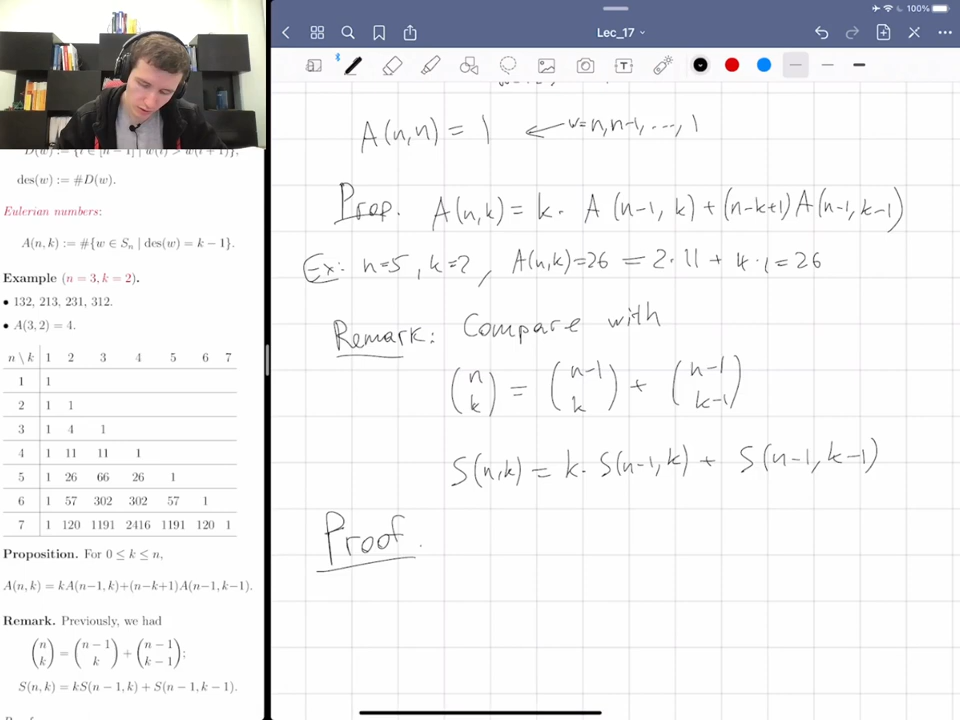 D(w) := {i ∈ [n − 1] | w(i) > w(i + 1)},
des(w) := #D(w).
Eulerian numbers:
A(n, k) := #{w ∈ Sₙ | des(w) = k − 1}.
Example (n = 3, k = 2).
• 132, 213, 231, 312.
• A(3, 2) = 4.
n \ k 1 2 3 4 5 6 7
1 1
2 1 1
3 1 4 1
4 1 11 11 1
5 1 26 66 26 1
6 1 57 302 302 57 1
7 1 120 1191 2416 1191 120 1
Proposition. For 0 ≤ k ≤ n,
A(n, k) = kA(n−1, k)+(n−k+1)A(n−1, k−1).
Remark. Previously, we had
(n k) = (n − 1 k) + (n − 1 k − 1);
S(n, k) = kS(n − 1, k) + S(n − 1, k − 1).
100%
Lec_17
A(n,n) = 1 ← w=n,n-1,...,1
Prop. A(n,k) = k · A(n-1, k) + (n-k+1) A(n-1, k-1)
Ex: n=5, k=2, A(n,k)=26 = 2·11 + 4·1 = 26
Remark: Compare with
(n k) = (n-1 k) + (n-1 k-1)
S(n,k) = k · S(n-1,k) + S(n-1, k-1)
Proof.